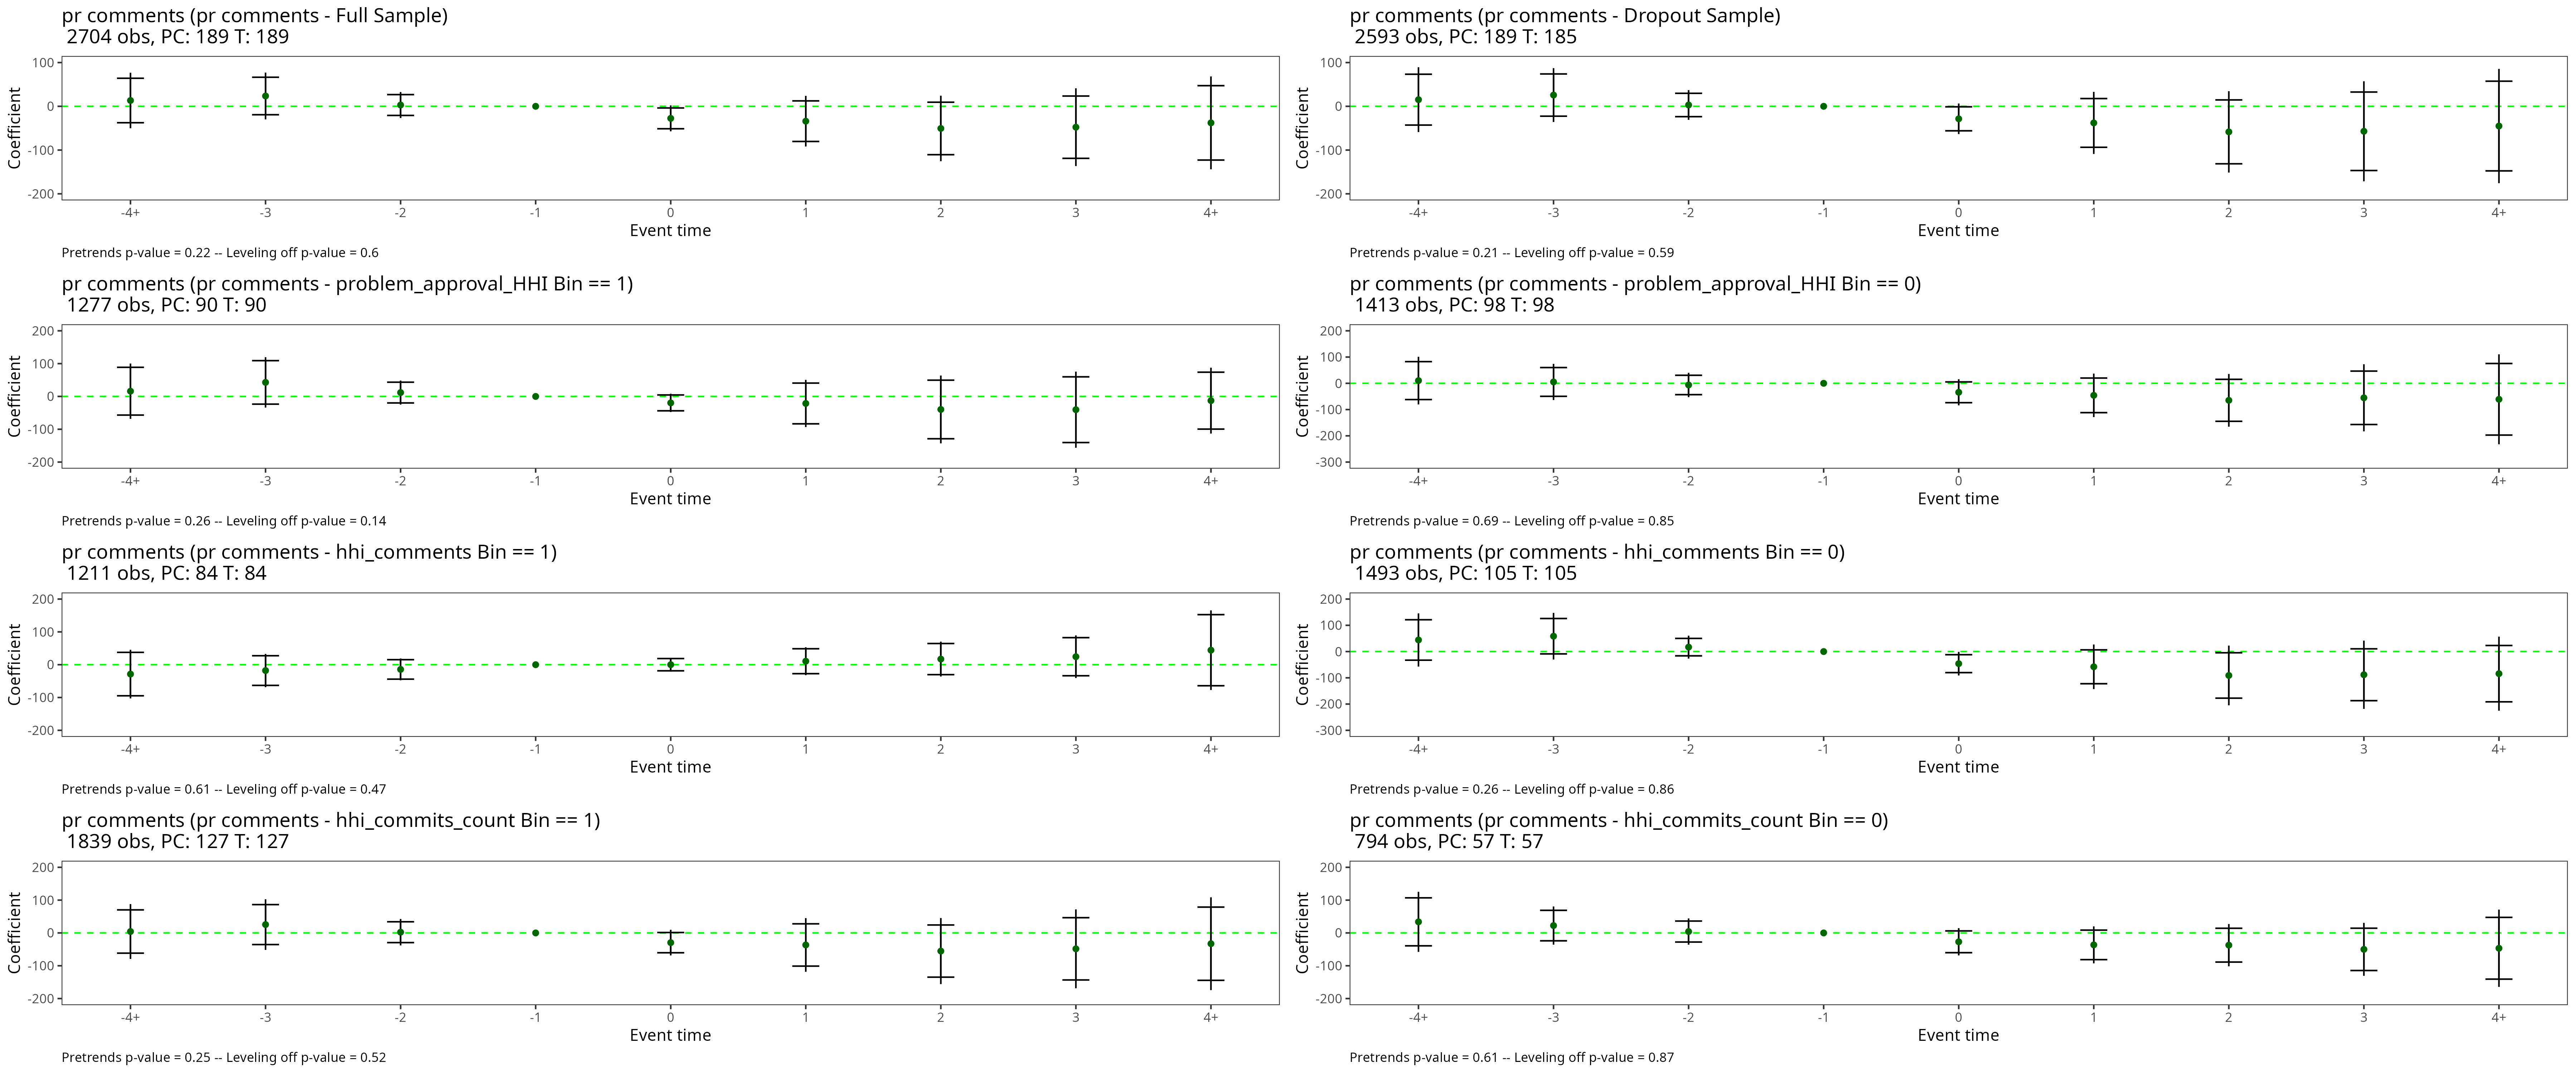 pr comments (pr comments - Full Sample)
2704 obs, PC: 189 T: 189
100
0
-100
-200
Coefficient
-4+ -3 -2 -1 0 1 2 3 4+
Event time
Pretrends p-value = 0.22 -- Leveling off p-value = 0.6
pr comments (pr comments - Dropout Sample)
2593 obs, PC: 189 T: 185
100
0
-100
-200
Coefficient
-4+ -3 -2 -1 0 1 2 3 4+
Event time
Pretrends p-value = 0.21 -- Leveling off p-value = 0.59
pr comments (pr comments - problem_approval_HHI Bin == 1)
1277 obs, PC: 90 T: 90
200
100
0
-100
-200
Coefficient
-4+ -3 -2 -1 0 1 2 3 4+
Event time
Pretrends p-value = 0.26 -- Leveling off p-value = 0.14
pr comments (pr comments - problem_approval_HHI Bin == 0)
1413 obs, PC: 98 T: 98
200
100
0
-100
-200
-300
Coefficient
-4+ -3 -2 -1 0 1 2 3 4+
Event time
Pretrends p-value = 0.69 -- Leveling off p-value = 0.85
pr comments (pr comments - hhi_comments Bin == 1)
1211 obs, PC: 84 T: 84
200
100
0
-100
-200
Coefficient
-4+ -3 -2 -1 0 1 2 3 4+
Event time
Pretrends p-value = 0.61 -- Leveling off p-value = 0.47
pr comments (pr comments - hhi_comments Bin == 0)
1493 obs, PC: 105 T: 105
200
100
0
-100
-200
-300
Coefficient
-4+ -3 -2 -1 0 1 2 3 4+
Event time
Pretrends p-value = 0.26 -- Leveling off p-value = 0.86
pr comments (pr comments - hhi_commits_count Bin == 1)
1839 obs, PC: 127 T: 127
200
100
0
-100
-200
Coefficient
-4+ -3 -2 -1 0 1 2 3 4+
Event time
Pretrends p-value = 0.25 -- Leveling off p-value = 0.52
pr comments (pr comments - hhi_commits_count Bin == 0)
794 obs, PC: 57 T: 57
200
100
0
-100
-200
Coefficient
-4+ -3 -2 -1 0 1 2 3 4+
Event time
Pretrends p-value = 0.61 -- Leveling off p-value = 0.87